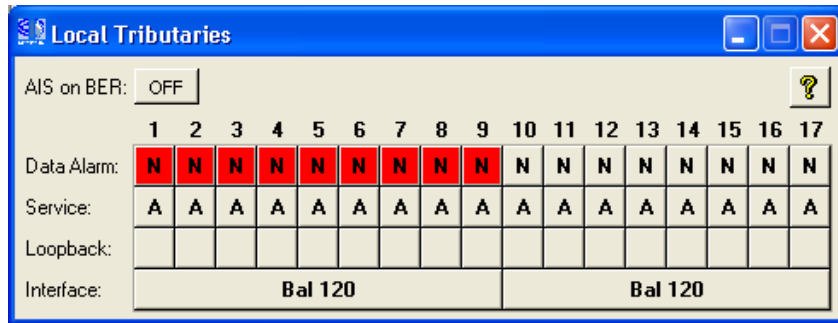 Local Tributaries
AIS on BER: OFF ?
1 2 3 4 5 6 7 8 9 10 11 12 13 14 15 16 17
Data Alarm: N N N N N N N N N N N N N N N N N
Service: A A A A A A A A A A A A A A A A A
Loopback:
Interface: Bal 120 Bal 120